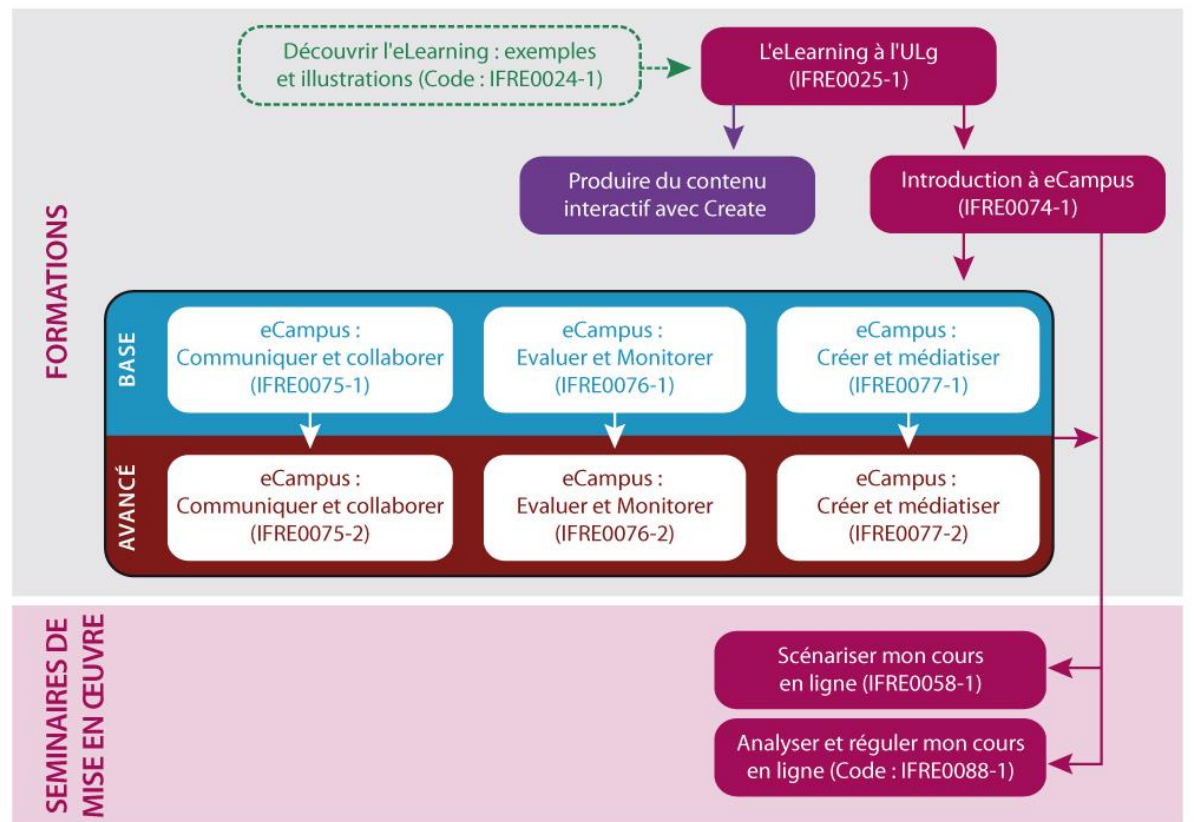 Découvrir l'eLearning : exemples
et illustrations (Code : IFRE0024-1)
L'eLearning à l'ULg
(IFRE0025-1)
Produire du contenu
interactif avec Create
Introduction à eCampus
(IFRE0074-1)
FORMATIONS
BASE
eCampus :
Communiquer et collaborer
(IFRE0075-1)
eCampus :
Evaluer et Monitorer
(IFRE0076-1)
eCampus :
Créer et médiatiser
(IFRE0077-1)
AVANCÉ
eCampus :
Communiquer et collaborer
(IFRE0075-2)
eCampus :
Evaluer et Monitorer
(IFRE0076-2)
eCampus :
Créer et médiatiser
(IFRE0077-2)
SEMINAIRES DE
MISE EN ŒUVRE
Scénariser mon cours
en ligne (IFRE0058-1)
Analyser et réguler mon cours
en ligne (Code : IFRE0088-1)